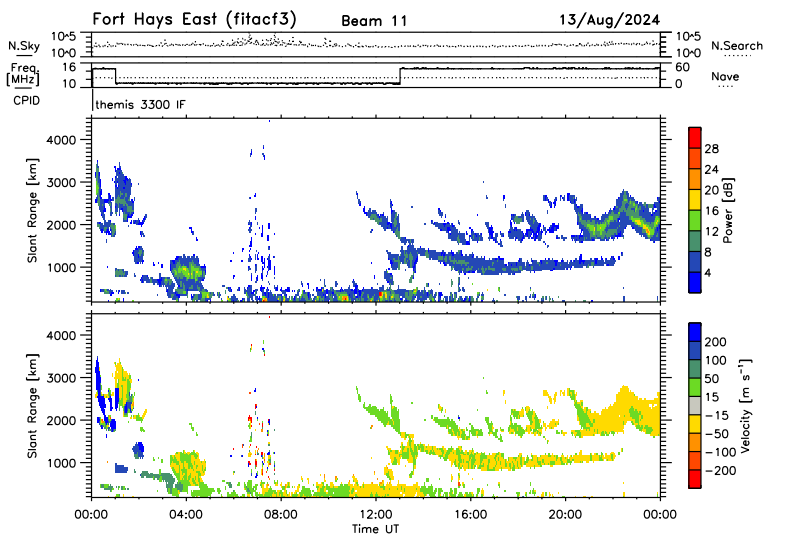 Fort Hays East (fitacf3) Beam 11 13/Aug/2024
N.Sky 10^5 10^0 10^5 10^0 N.Search
Freq. [MHz] 16 10 60 0 Nave
CPID themis 3300 IF
Slant Range [km] 4000 3000 2000 1000
Power [dB] 28 24 20 16 12 8 4
Slant Range [km] 4000 3000 2000 1000
Velocity [m s⁻¹] 200 100 50 15 −15 −50 −100 −200
00:00 04:00 08:00 12:00 16:00 20:00 00:00
Time UT